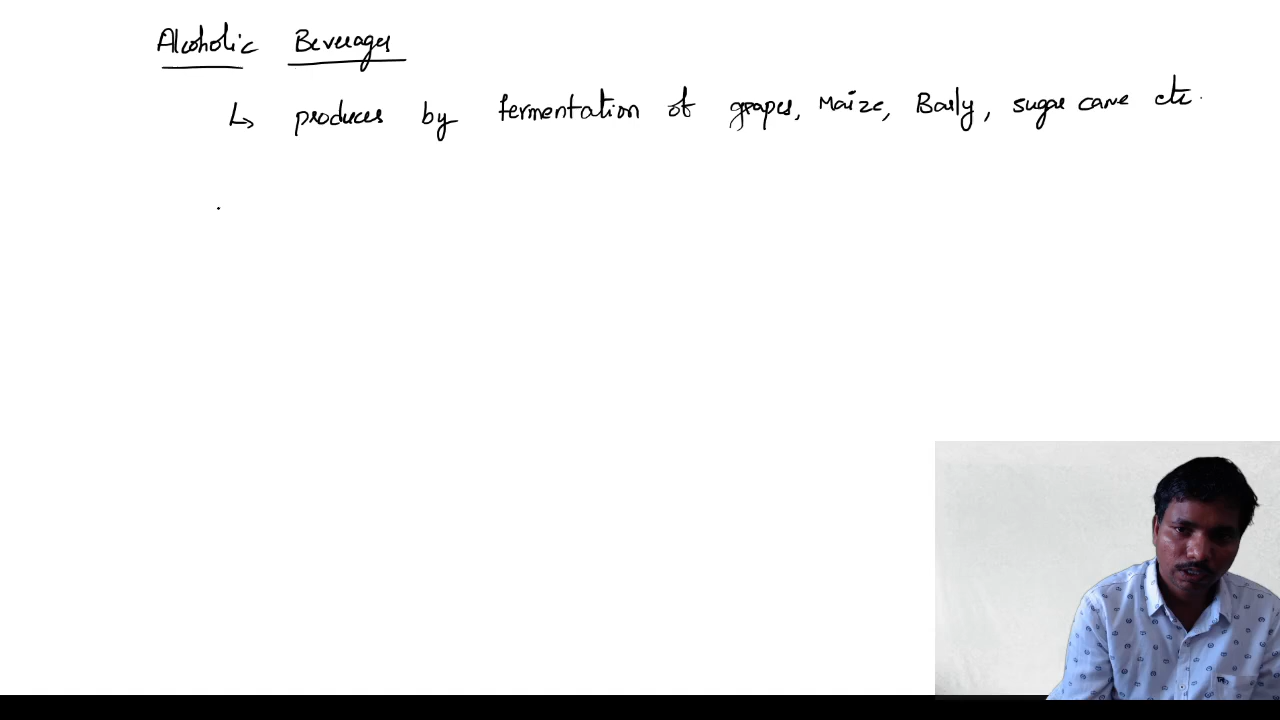 Alcoholic Beverages
↳ produces by fermentation of grapes, Maize, Barly, sugar cane etc.